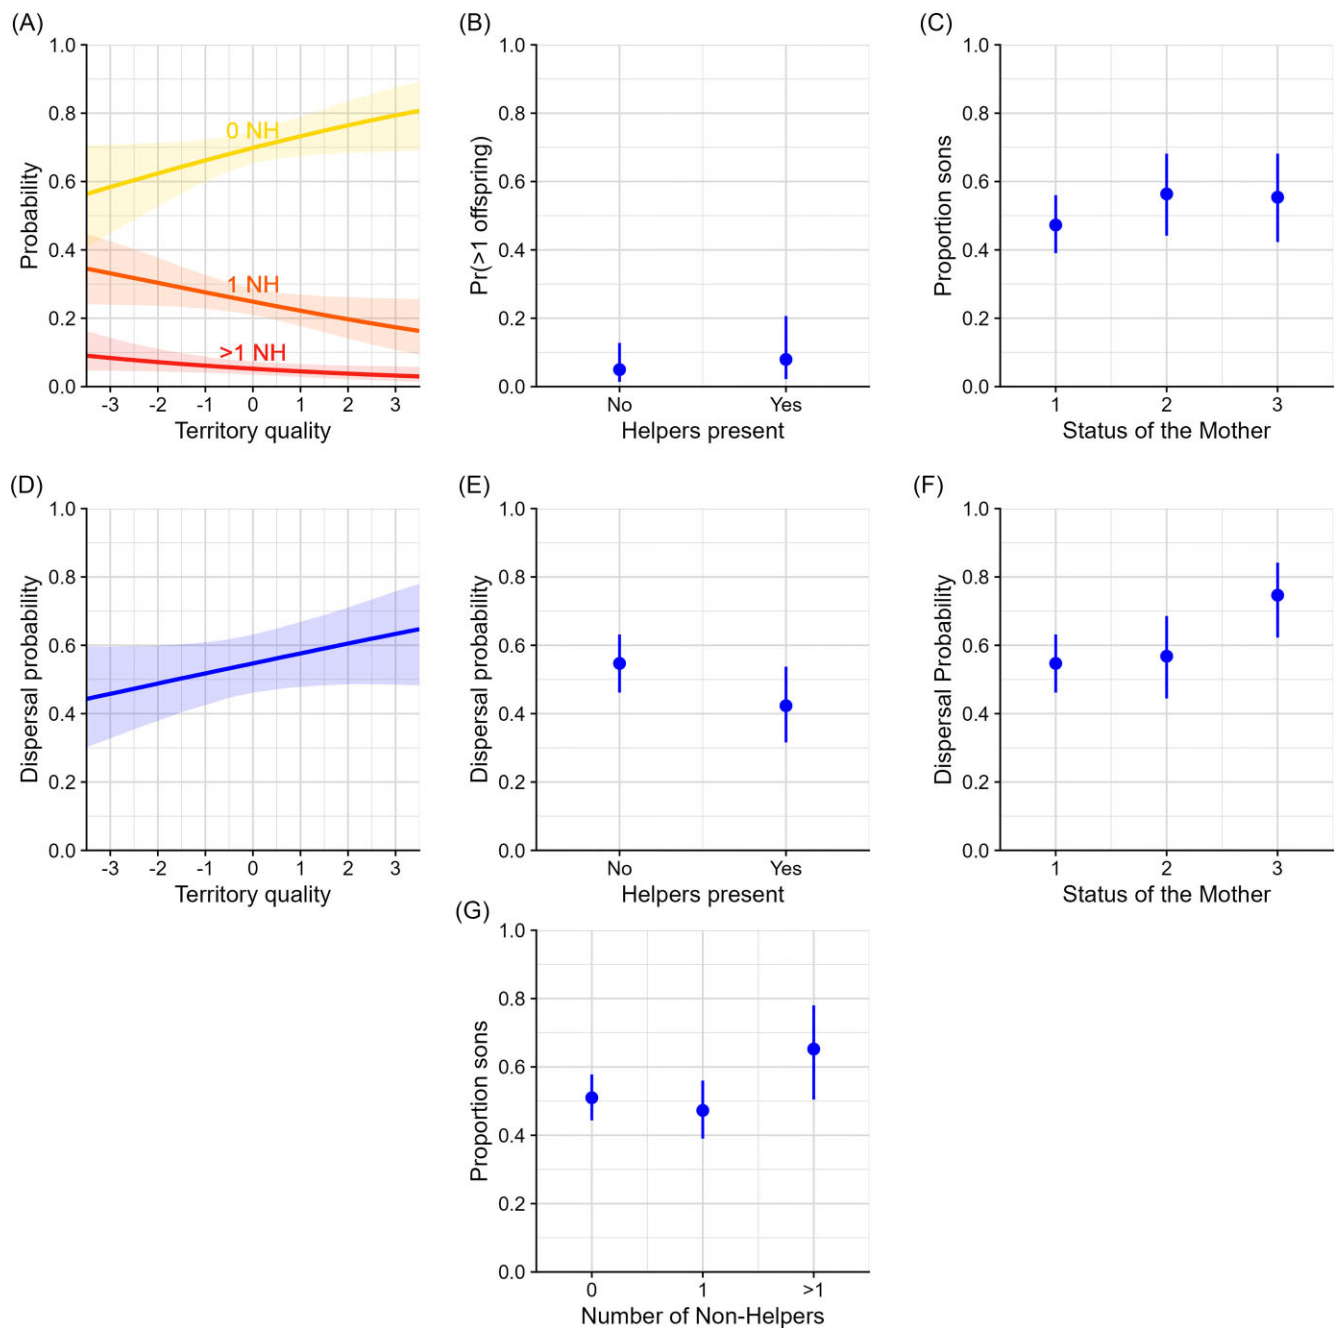 (A)
1.0
0.8
0.6
0.4
0.2
0.0
Probability
0 NH
1 NH
>1 NH
-3 -2 -1 0 1 2 3
Territory quality
(B)
1.0
0.8
0.6
0.4
0.2
0.0
Pr(>1 offspring)
No Yes
Helpers present
(C)
1.0
0.8
0.6
0.4
0.2
0.0
Proportion sons
1 2 3
Status of the Mother
(D)
1.0
0.8
0.6
0.4
0.2
0.0
Dispersal probability
-3 -2 -1 0 1 2 3
Territory quality
(E)
1.0
0.8
0.6
0.4
0.2
0.0
Dispersal probability
No Yes
Helpers present
(F)
1.0
0.8
0.6
0.4
0.2
0.0
Dispersal Probability
1 2 3
Status of the Mother
(G)
1.0
0.8
0.6
0.4
0.2
0.0
Proportion sons
0 1 >1
Number of Non-Helpers